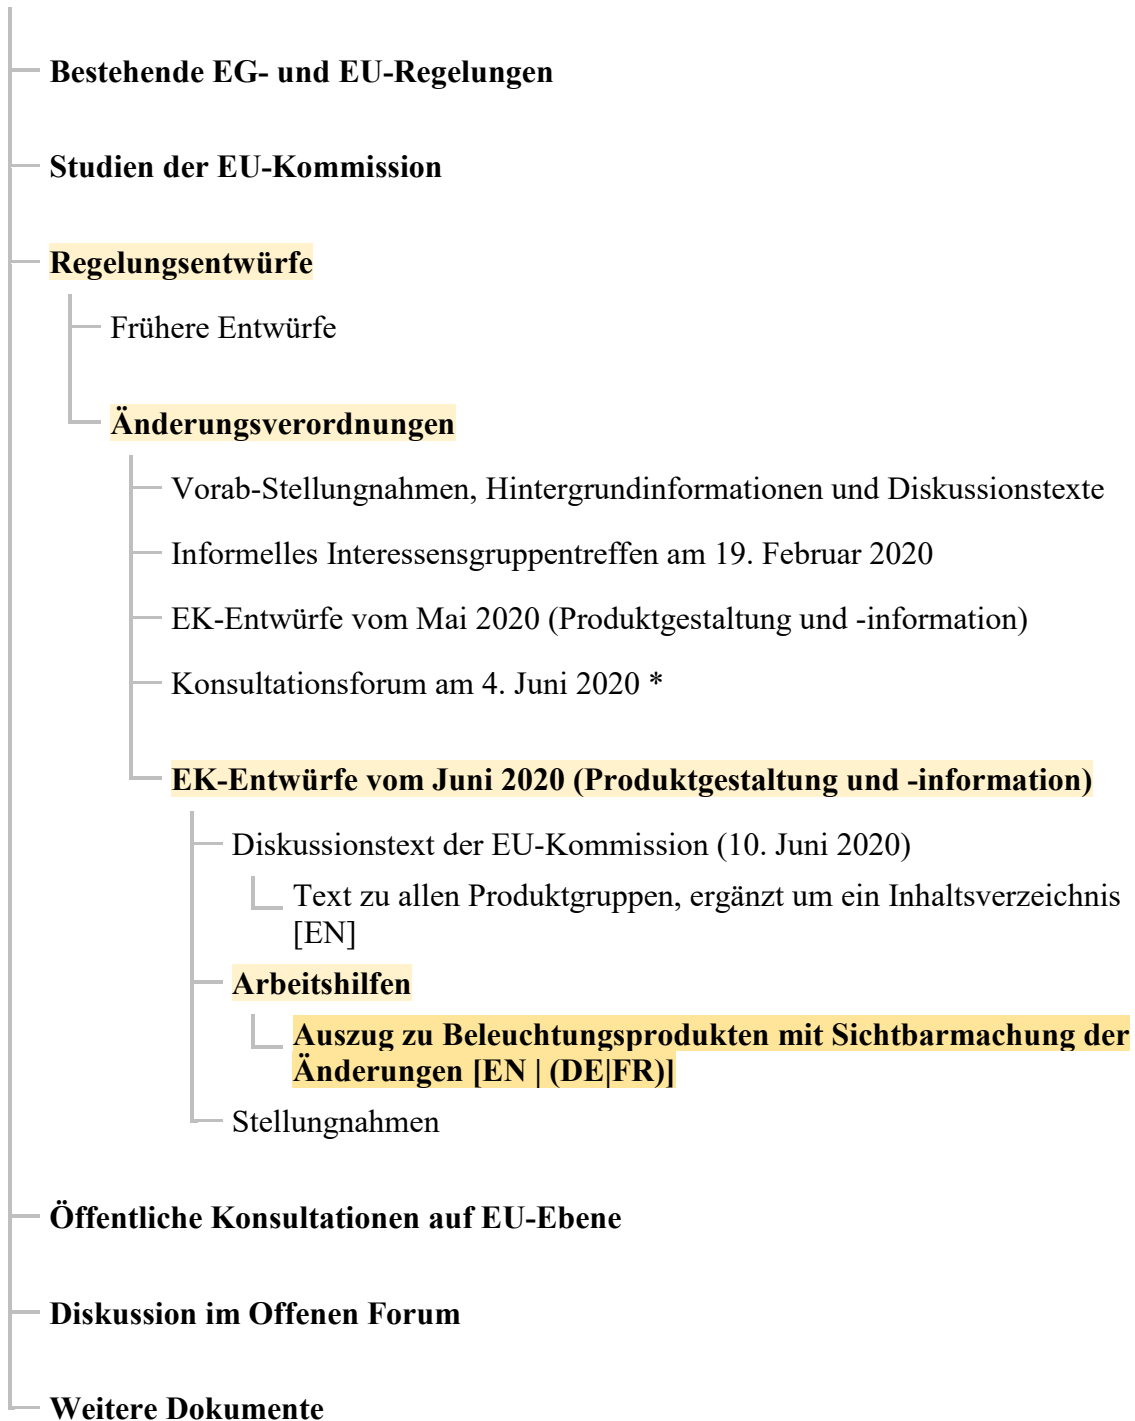 Bestehende EG- und EU-Regelungen
Studien der EU-Kommission
Regelungsentwürfe
Frühere Entwürfe
Änderungsverordnungen
Vorab-Stellungnahmen, Hintergrundinformationen und Diskussionstexte
Informelles Interessensgruppentreffen am 19. Februar 2020
EK-Entwürfe vom Mai 2020 (Produktgestaltung und -information)
Konsultationsforum am 4. Juni 2020 *
EK-Entwürfe vom Juni 2020 (Produktgestaltung und -information)
Diskussionstext der EU-Kommission (10. Juni 2020)
Text zu allen Produktgruppen, ergänzt um ein Inhaltsverzeichnis
[EN]
Arbeitshilfen
Auszug zu Beleuchtungsprodukten mit Sichtbarmachung der
Änderungen [EN | (DE|FR)]
Stellungnahmen
Öffentliche Konsultationen auf EU-Ebene
Diskussion im Offenen Forum
Weitere Dokumente